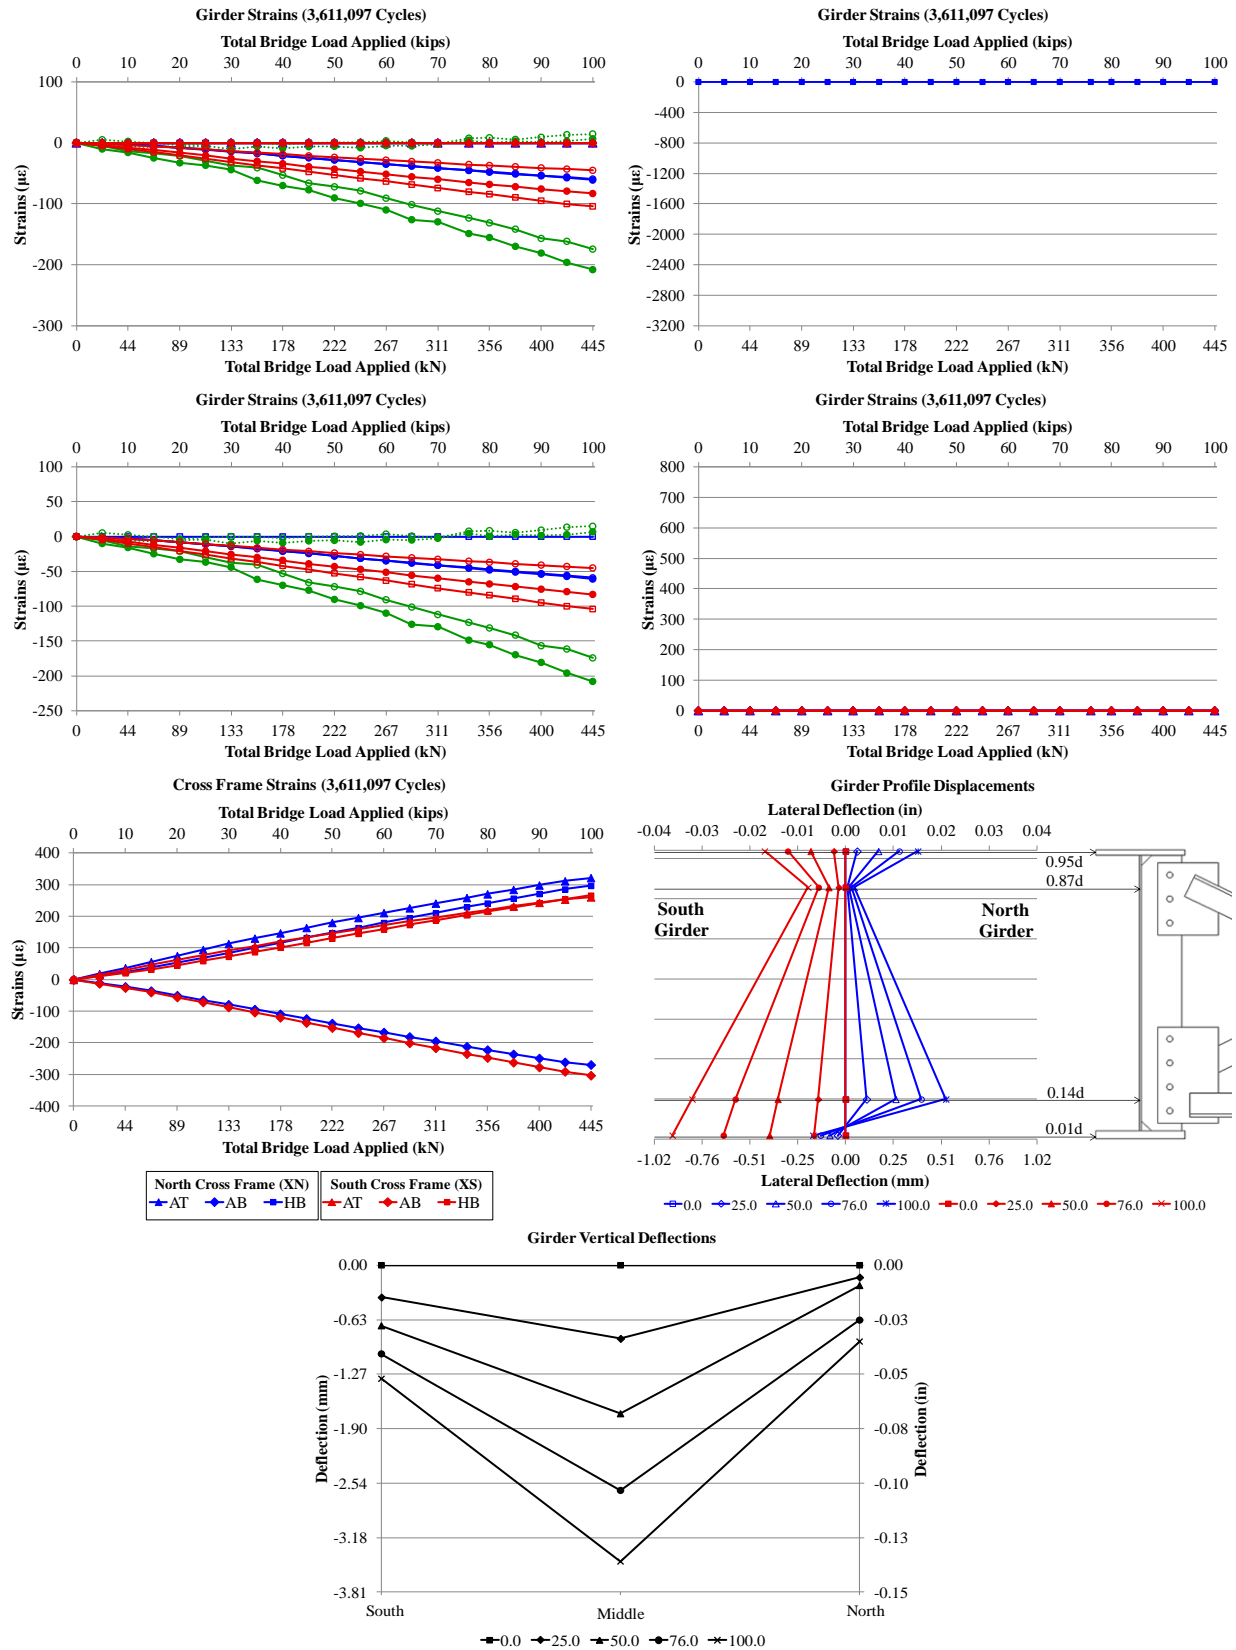 Girder Strains (3,611,097 Cycles)
Total Bridge Load Applied (kips)
0 10 20 30 40 50 60 70 80 90 100
100
0
-100
-200
-300
Strains (µε)
0 44 89 133 178 222 267 311 356 400 445
Total Bridge Load Applied (kN)
Girder Strains (3,611,097 Cycles)
Total Bridge Load Applied (kips)
0 10 20 30 40 50 60 70 80 90 100
0
-400
-800
-1200
-1600
-2000
-2400
-2800
-3200
Strains (µε)
0 44 89 133 178 222 267 311 356 400 445
Total Bridge Load Applied (kN)
Girder Strains (3,611,097 Cycles)
Total Bridge Load Applied (kips)
0 10 20 30 40 50 60 70 80 90 100
100
50
0
-50
-100
-150
-200
-250
Strains (µε)
0 44 89 133 178 222 267 311 356 400 445
Total Bridge Load Applied (kN)
Girder Strains (3,611,097 Cycles)
Total Bridge Load Applied (kips)
0 10 20 30 40 50 60 70 80 90 100
800
700
600
500
400
300
200
100
0
Strains (µε)
0 44 89 133 178 222 267 311 356 400 445
Total Bridge Load Applied (kN)
Cross Frame Strains (3,611,097 Cycles)
Total Bridge Load Applied (kips)
0 10 20 30 40 50 60 70 80 90 100
400
300
200
100
0
-100
-200
-300
-400
Strains (µε)
0 44 89 133 178 222 267 311 356 400 445
Total Bridge Load Applied (kN)
North Cross Frame (XN)
AT AB HB
South Cross Frame (XS)
AT AB HB
Girder Profile Displacements
Lateral Deflection (in)
-0.04 -0.03 -0.02 -0.01 0.00 0.01 0.02 0.03 0.04
0.95d
0.87d
South
Girder
North
Girder
0.14d
0.01d
-1.02 -0.76 -0.51 -0.25 0.00 0.25 0.51 0.76 1.02
Lateral Deflection (mm)
0.0 25.0 50.0 76.0 100.0 0.0 25.0 50.0 76.0 100.0
Girder Vertical Deflections
0.00
-0.63
-1.27
-1.90
-2.54
-3.18
-3.81
Deflection (mm)
0.00
-0.03
-0.05
-0.08
-0.10
-0.13
-0.15
Deflection (in)
South Middle North
0.0 25.0 50.0 76.0 100.0